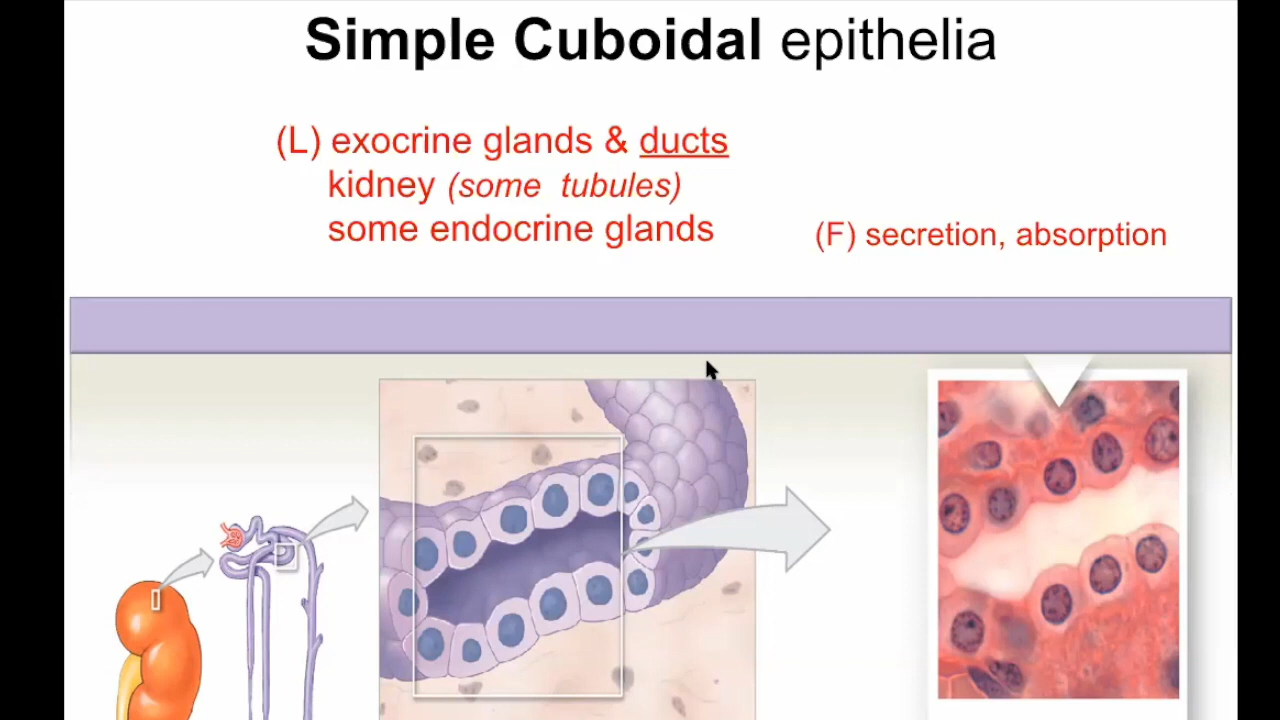 Simple Cuboidal epithelia
(L) exocrine glands & ducts
kidney (some tubules)
some endocrine glands
(F) secretion, absorption